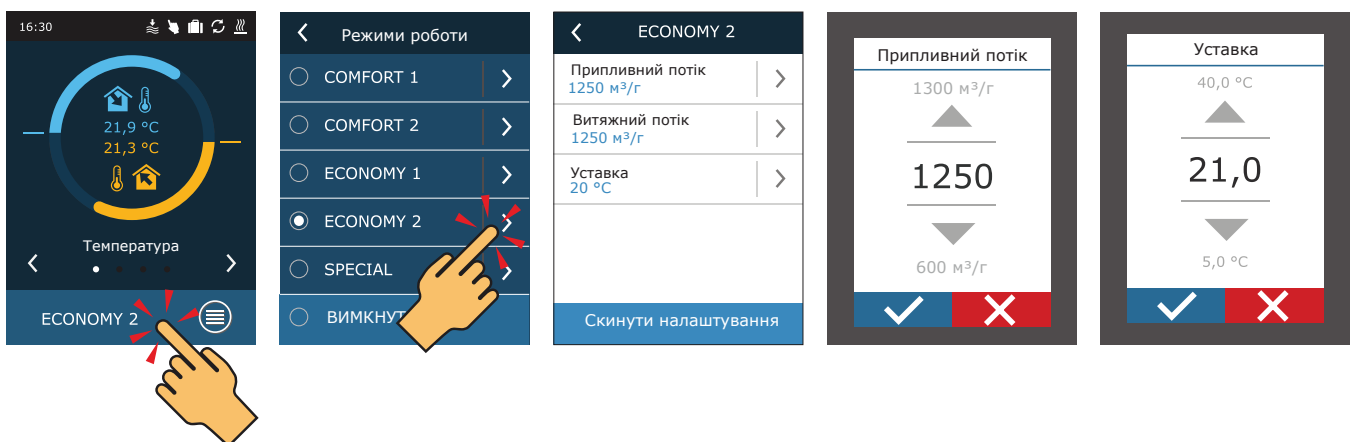 16:30
21,9 °C
21,3 °C
Температура
ECONOMY 2
Режими роботи
COMFORT 1
COMFORT 2
ECONOMY 1
ECONOMY 2
SPECIAL
ECONOMY 2
Припливний потік
1250 м³/г
Витяжний потік
1250 м³/г
Уставка
20 °C
Скинути налаштування
Припливний потік
1300 м³/г
1250
600 м³/г
Уставка
40,0 °C
21,0
5,0 °C